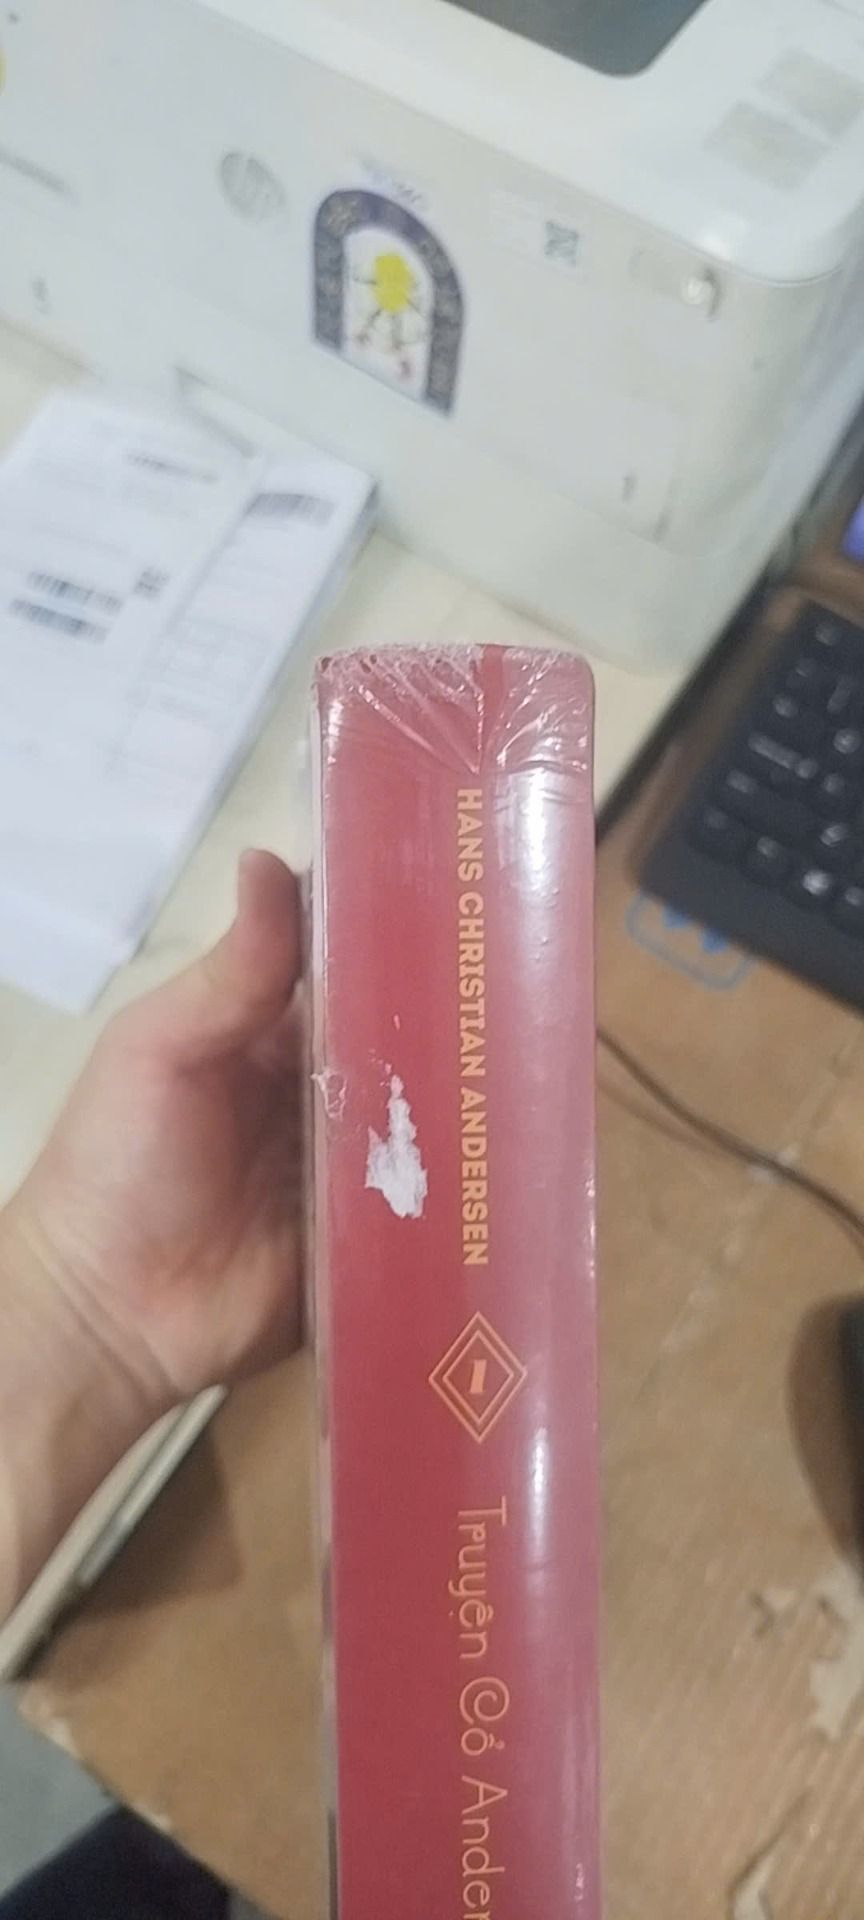 HANS CHRISTIAN ANDERSEN
1
Truyện Cổ Ander